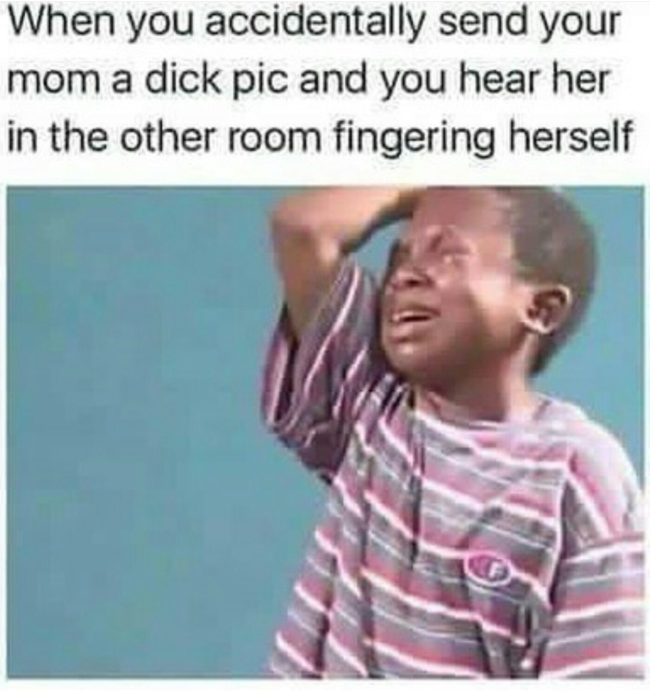 When you accidentally send your
mom a dick pic and you hear her
in the other room fingering herself